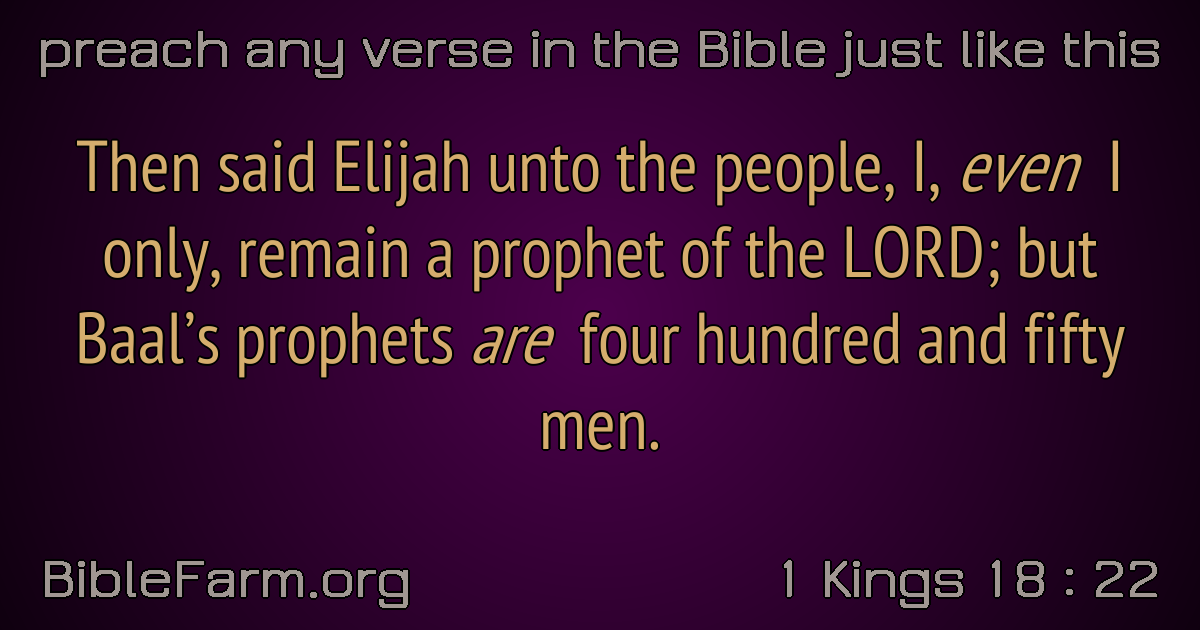 preach any verse in the Bible just like this
Then said Elijah unto the people, I, even I
only, remain a prophet of the LORD; but
Baal’s prophets are four hundred and fifty
men.
BibleFarm.org
1 Kings 18 : 22